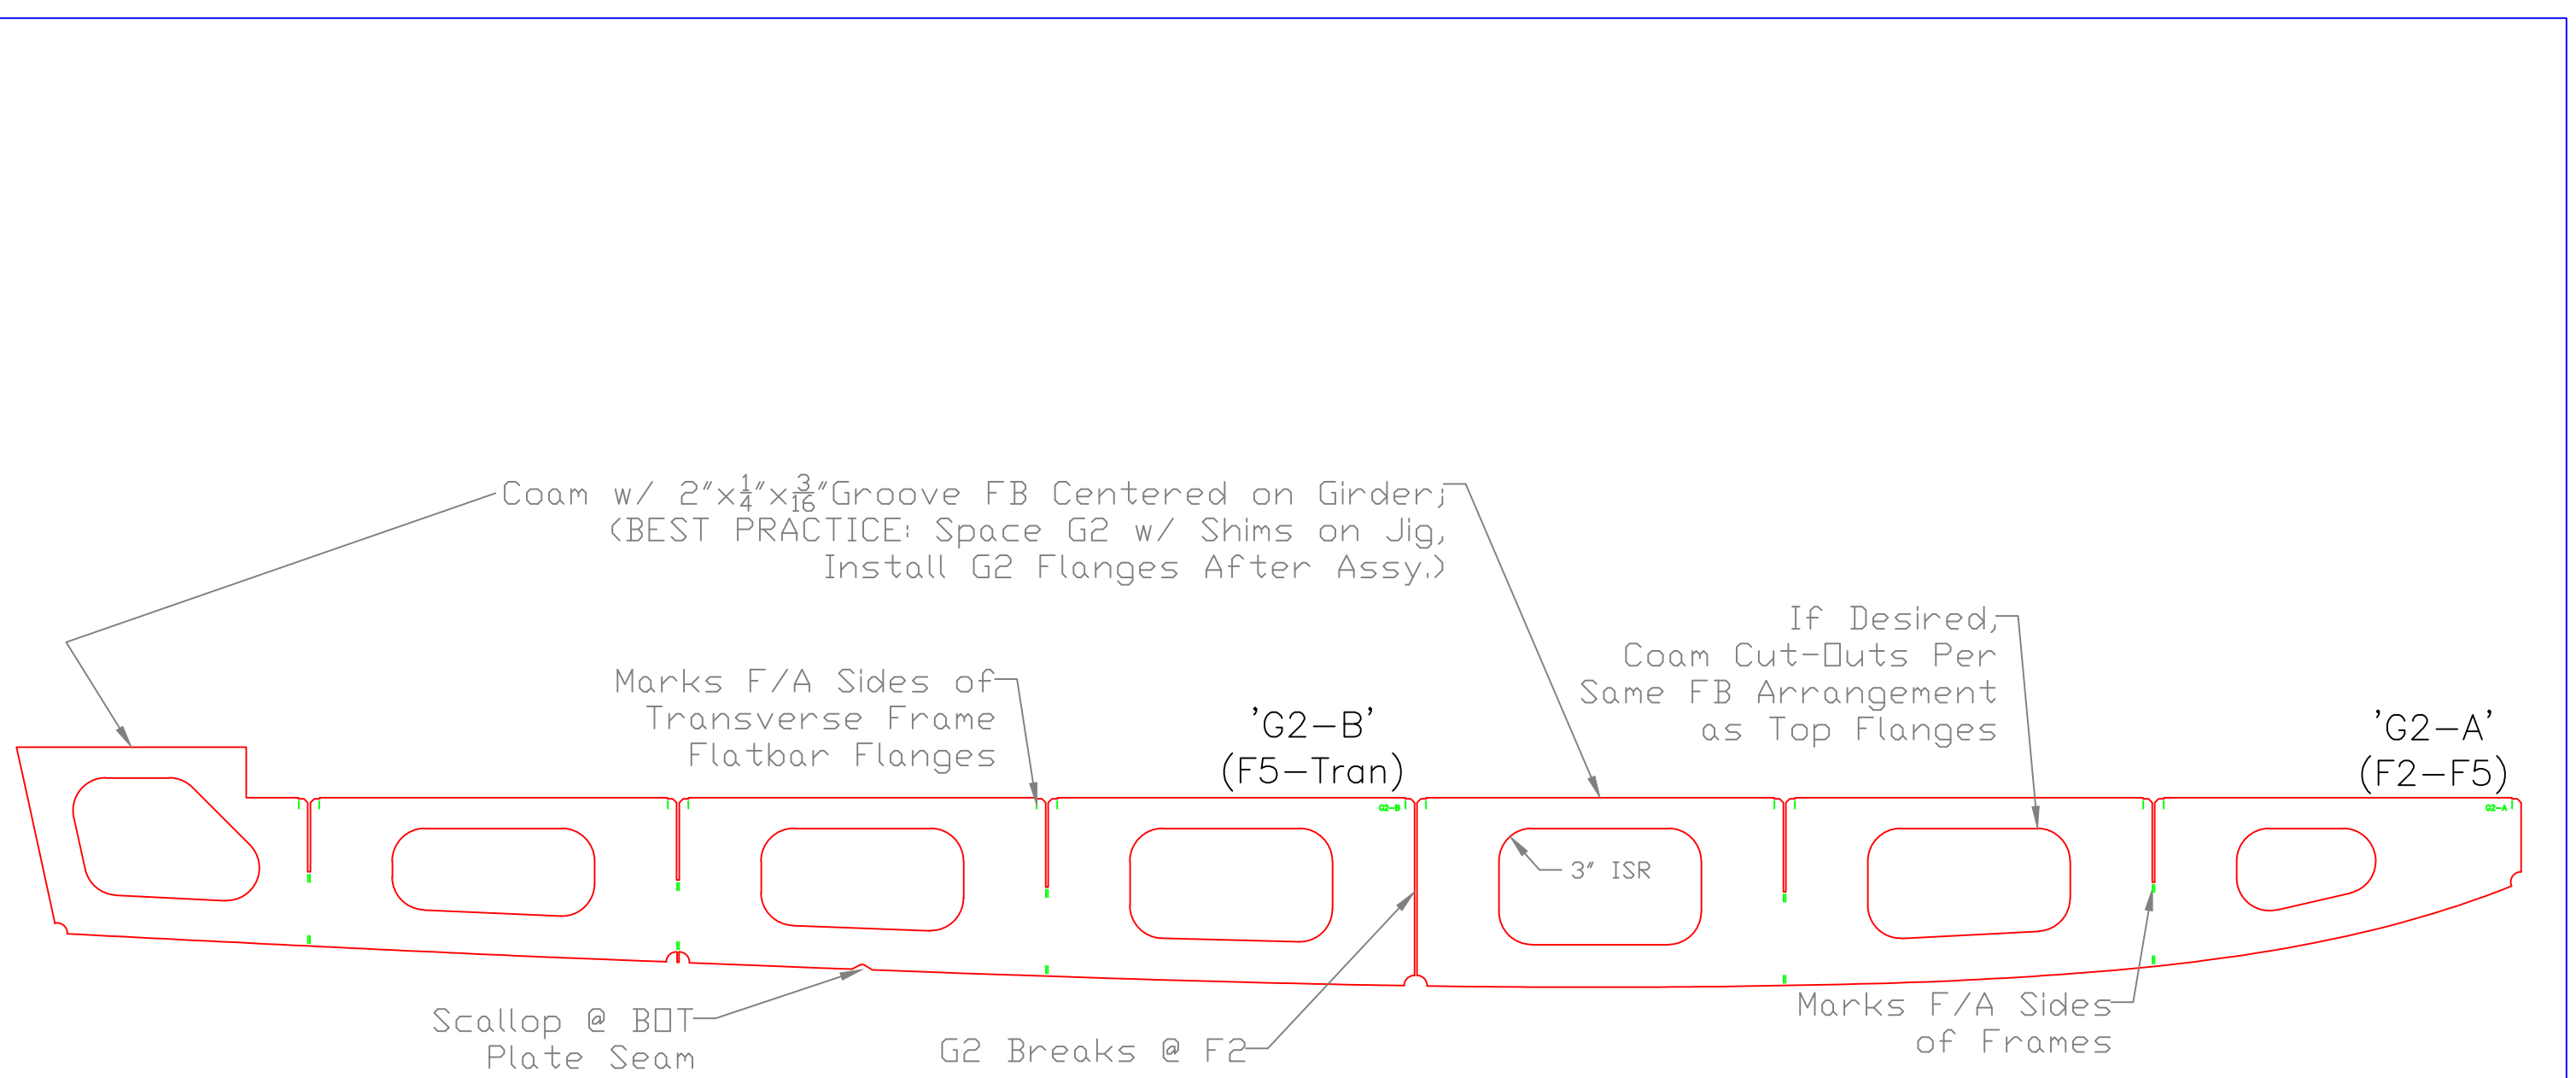 Coam w/ 2"x1/4"x3/16"Groove FB Centered on Girder;
(BEST PRACTICE: Space G2 w/ Shims on Jig,
Install G2 Flanges After Assy.)
If Desired,
Coam Cut-Outs Per
Same FB Arrangement
as Top Flanges
Marks F/A Sides of
Transverse Frame
Flatbar Flanges
'G2-B'
(F5-Tran)
'G2-A'
(F2-F5)
G2-B
G2-A
3" ISR
Scallop @ BOT
Plate Seam
G2 Breaks @ F2
Marks F/A Sides
of Frames